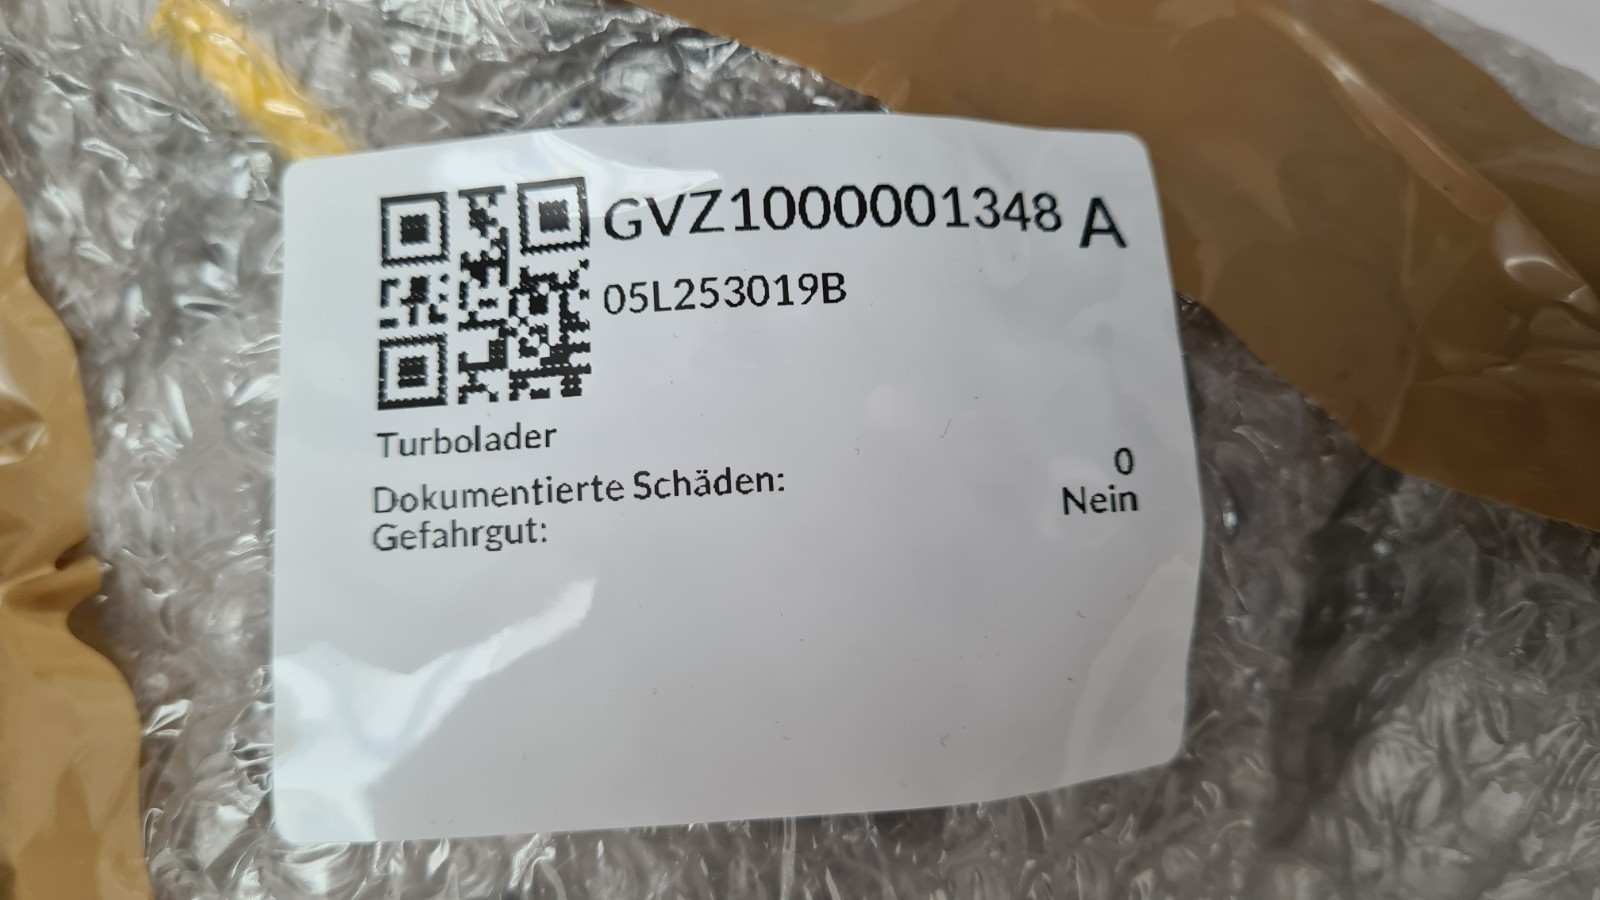 GVZ1000001348 A
05L253019B
Turbolader
Dokumentierte Schäden: 0
Gefahrgut: Nein